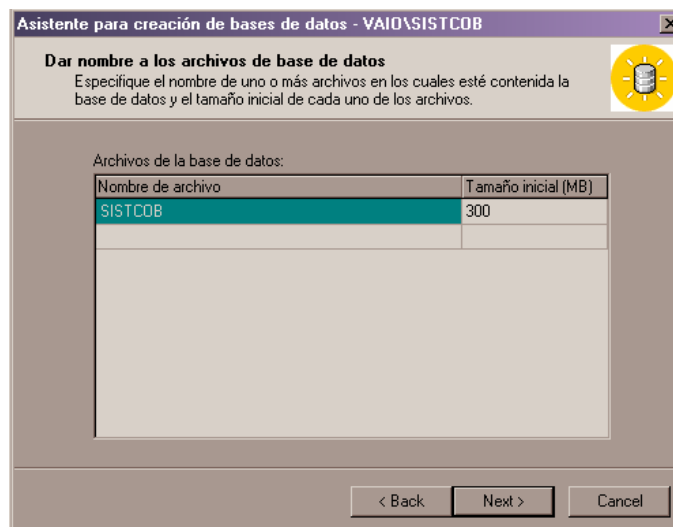 Asistente para creación de bases de datos - VAIO\SISTCOB
Dar nombre a los archivos de base de datos
Especifique el nombre de uno o más archivos en los cuales esté contenida la
base de datos y el tamaño inicial de cada uno de los archivos.
Archivos de la base de datos:
Nombre de archivo Tamaño inicial (MB)
SISTCOB 300
< Back Next > Cancel